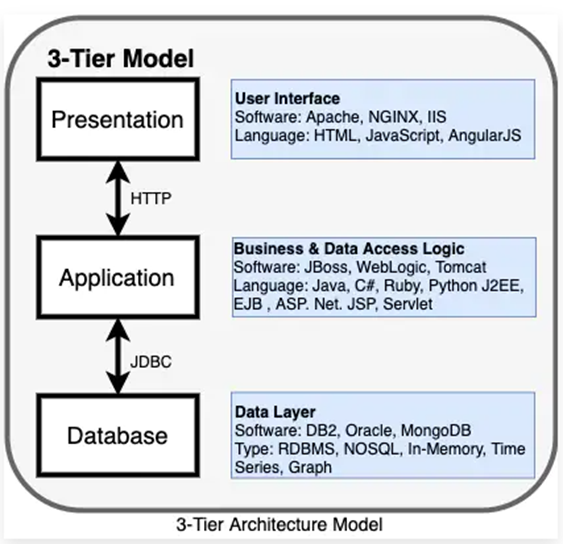 3-Tier Model
Presentation
User Interface
Software: Apache, NGINX, IIS
Language: HTML, JavaScript, AngularJS
HTTP
Application
Business & Data Access Logic
Software: JBoss, WebLogic, Tomcat
Language: Java, C#, Ruby, Python J2EE,
EJB , ASP. Net. JSP, Servlet
JDBC
Database
Data Layer
Software: DB2, Oracle, MongoDB
Type: RDBMS, NOSQL, In-Memory, Time
Series, Graph
3-Tier Architecture Model